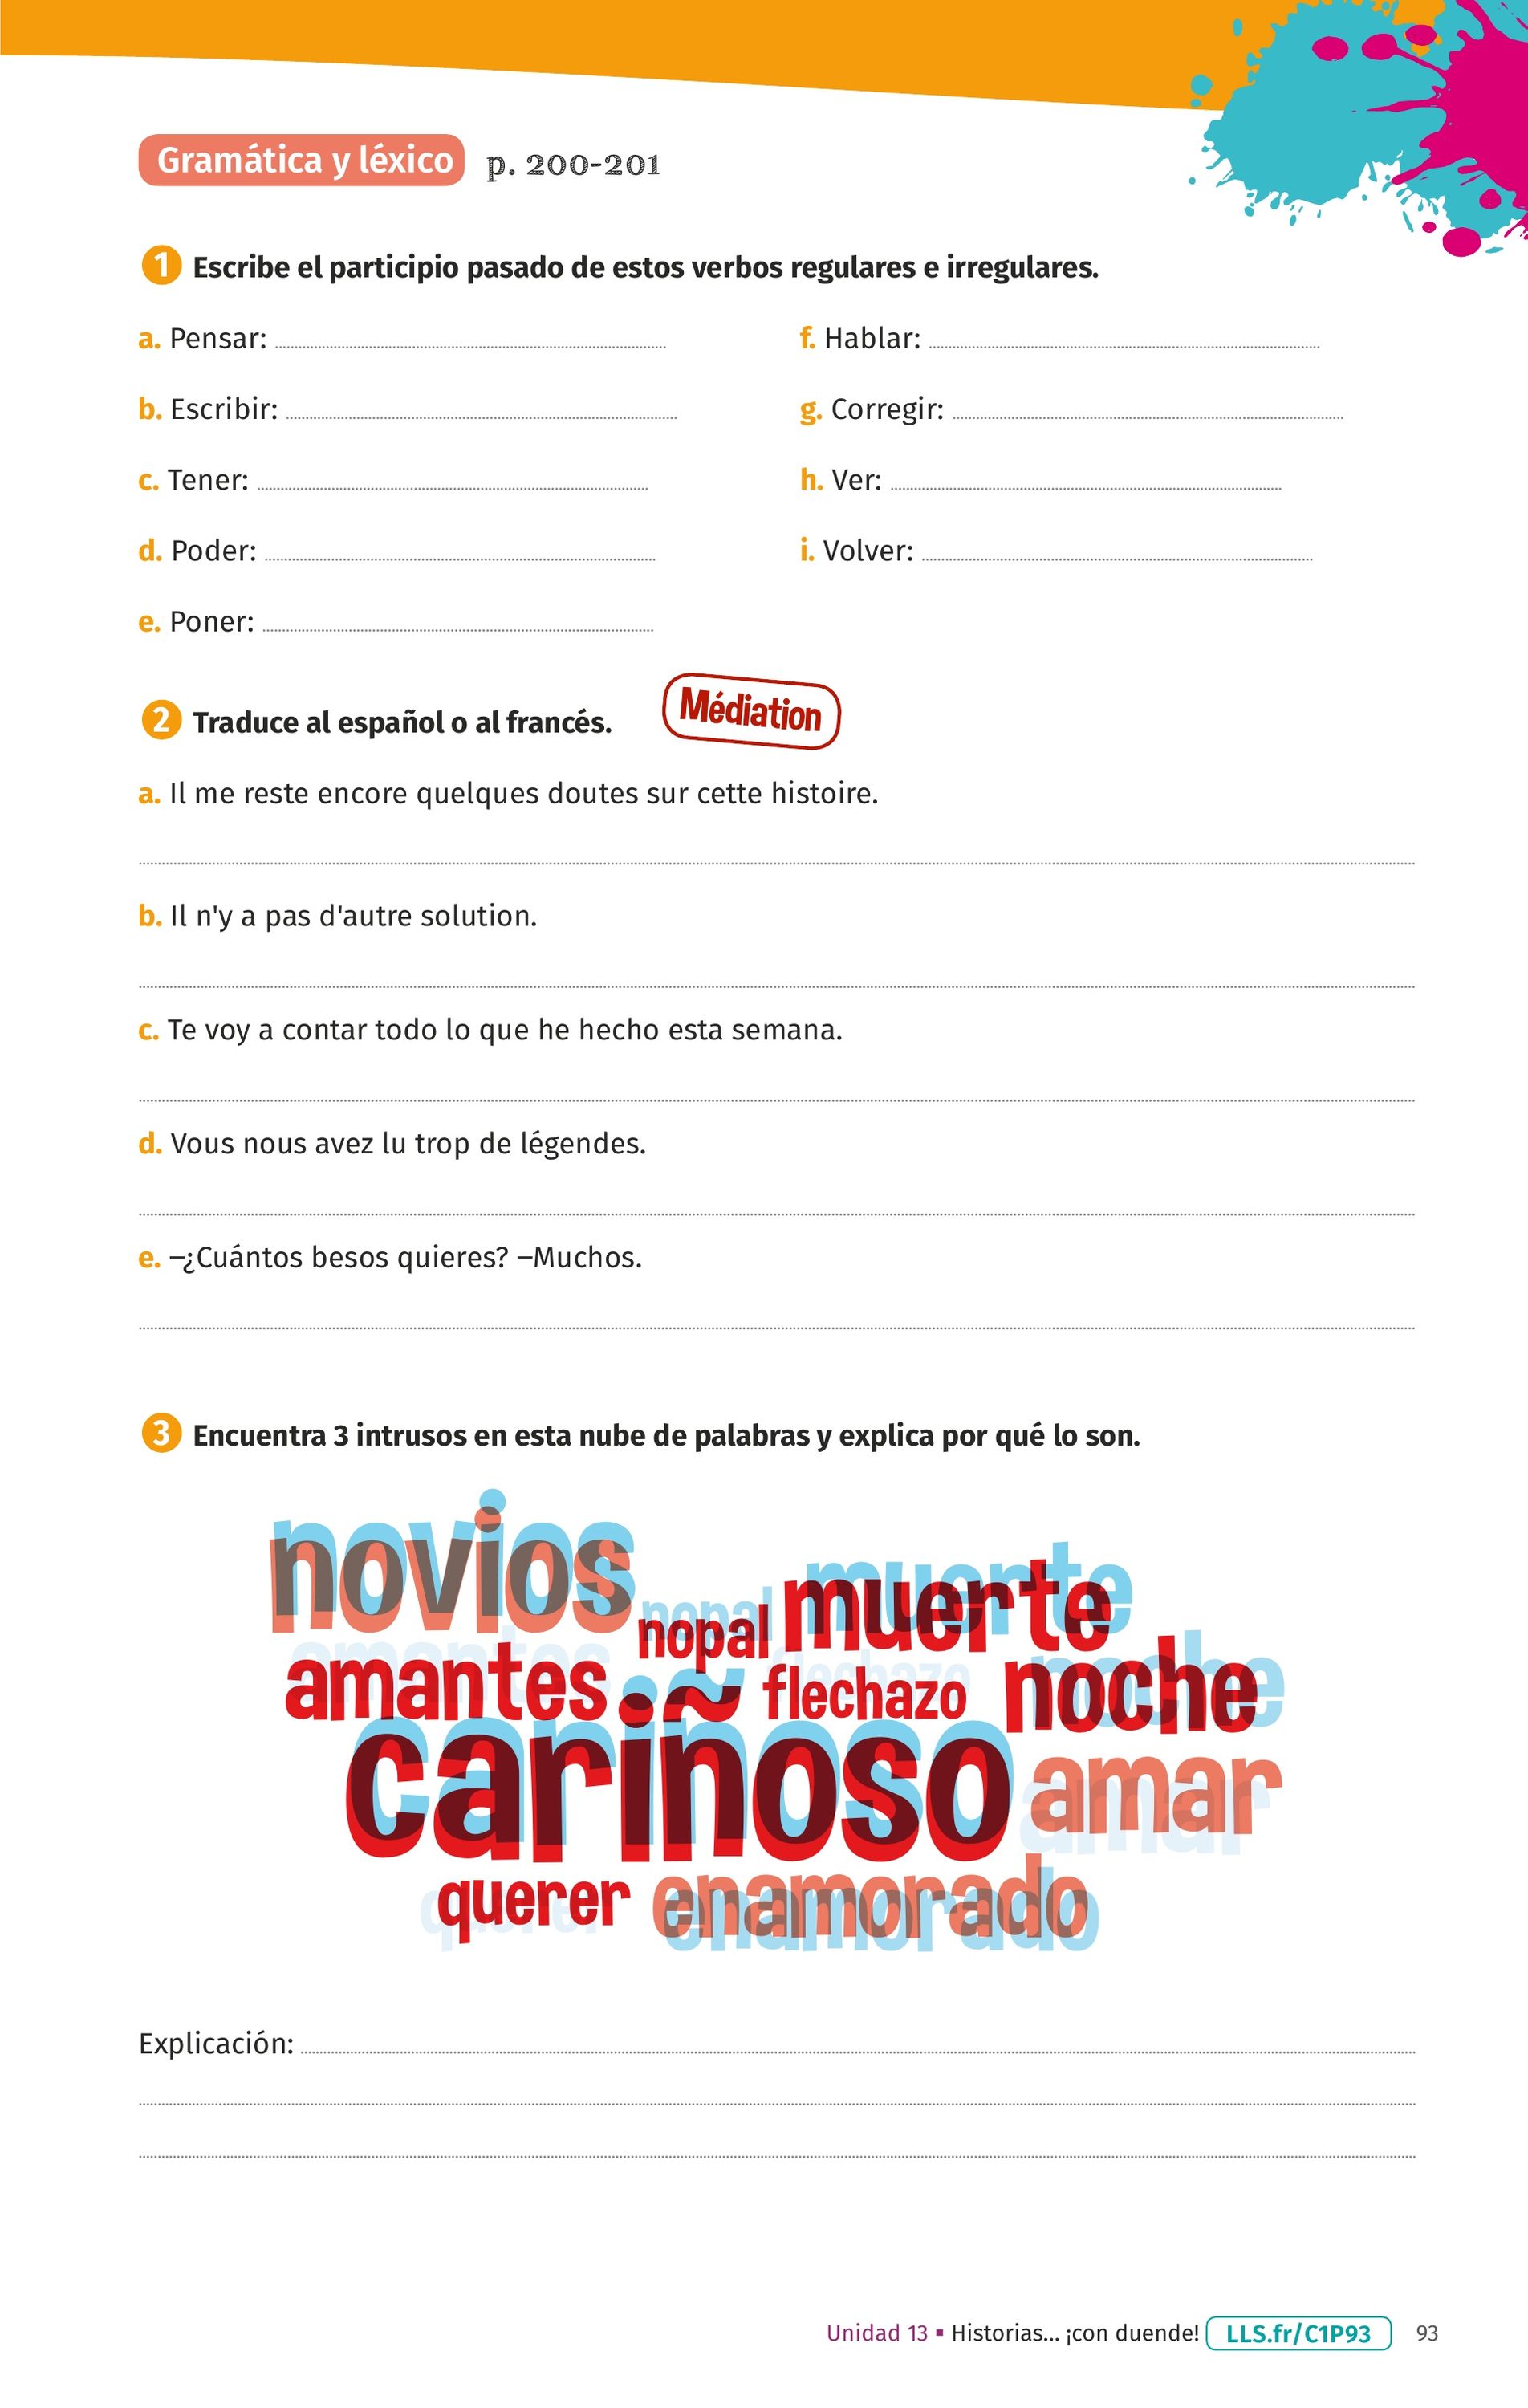 Gramática y léxico p. 200-201
1 Escribe el participio pasado de estos verbos regulares e irregulares.
a. Pensar:
b. Escribir:
c. Tener:
d. Poder:
e. Poner:
f. Hablar:
g. Corregir:
h. Ver:
i. Volver:
2 Traduce al español o al francés. Médiation
a. Il me reste encore quelques doutes sur cette histoire.
b. Il n'y a pas d'autre solution.
c. Te voy a contar todo lo que he hecho esta semana.
d. Vous nous avez lu trop de légendes.
e. –¿Cuántos besos quieres? –Muchos.
3 Encuentra 3 intrusos en esta nube de palabras y explica por qué lo son.
novios
nopal muerte
amantes flechazo noche
cariñoso amar
querer enamorado
Explicación:
Unidad 13 ▪ Historias... ¡con duende! LLS.fr/C1P93 93